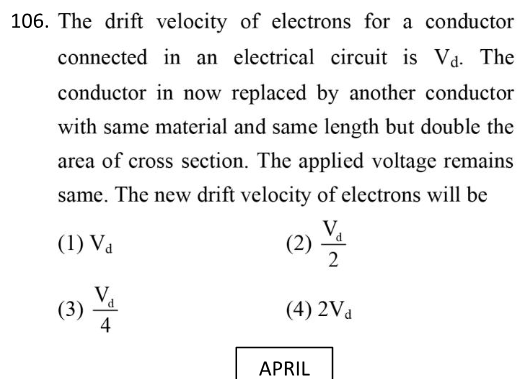 106. The drift velocity of electrons for a conductor
connected in an electrical circuit is Vd. The
conductor in now replaced by another conductor
with same material and same length but double the
area of cross section. The applied voltage remains
same. The new drift velocity of electrons will be
(1) Vd (2) Vd/2
(3) Vd/4 (4) 2Vd
APRIL